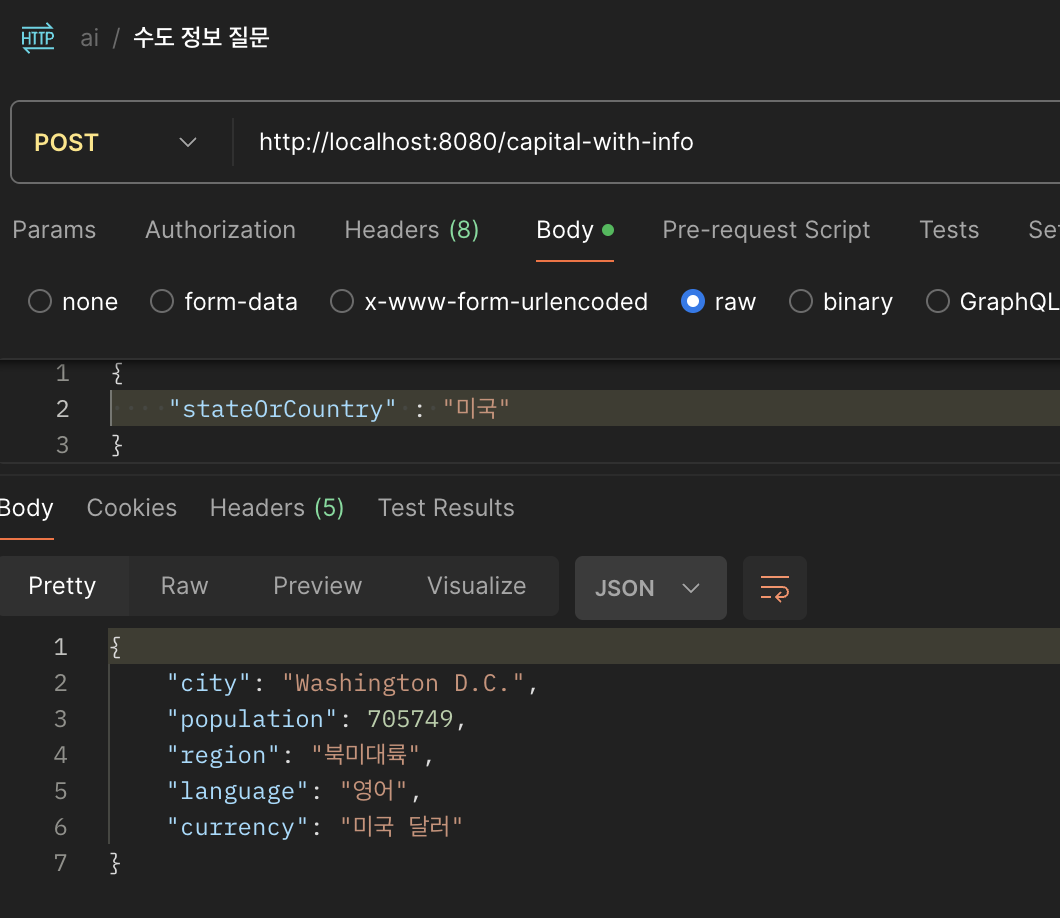 HTTP ai / 수도 정보 질문
POST http://localhost:8080/capital-with-info
Params Authorization Headers (8) Body Pre-request Script Tests Set
none form-data x-www-form-urlencoded raw binary GraphQL
1 {
2 "stateOrCountry" : "미국"
3 }
Body Cookies Headers (5) Test Results
Pretty Raw Preview Visualize JSON
1 {
2 "city": "Washington D.C.",
3 "population": 705749,
4 "region": "북미대륙",
5 "language": "영어",
6 "currency": "미국 달러"
7 }